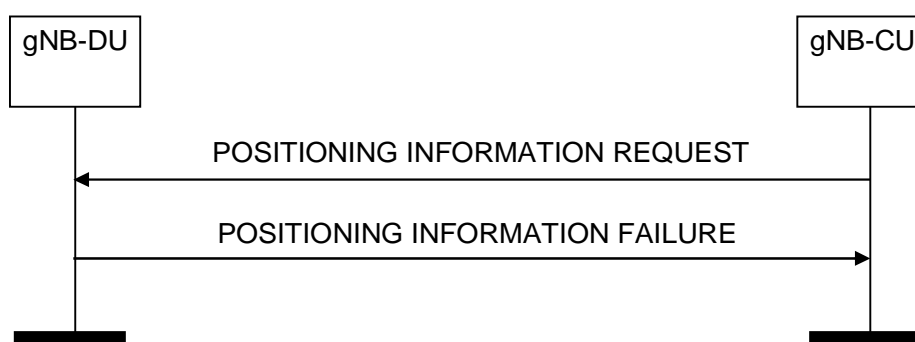 gNB-DU
gNB-CU
POSITIONING INFORMATION REQUEST
POSITIONING INFORMATION FAILURE